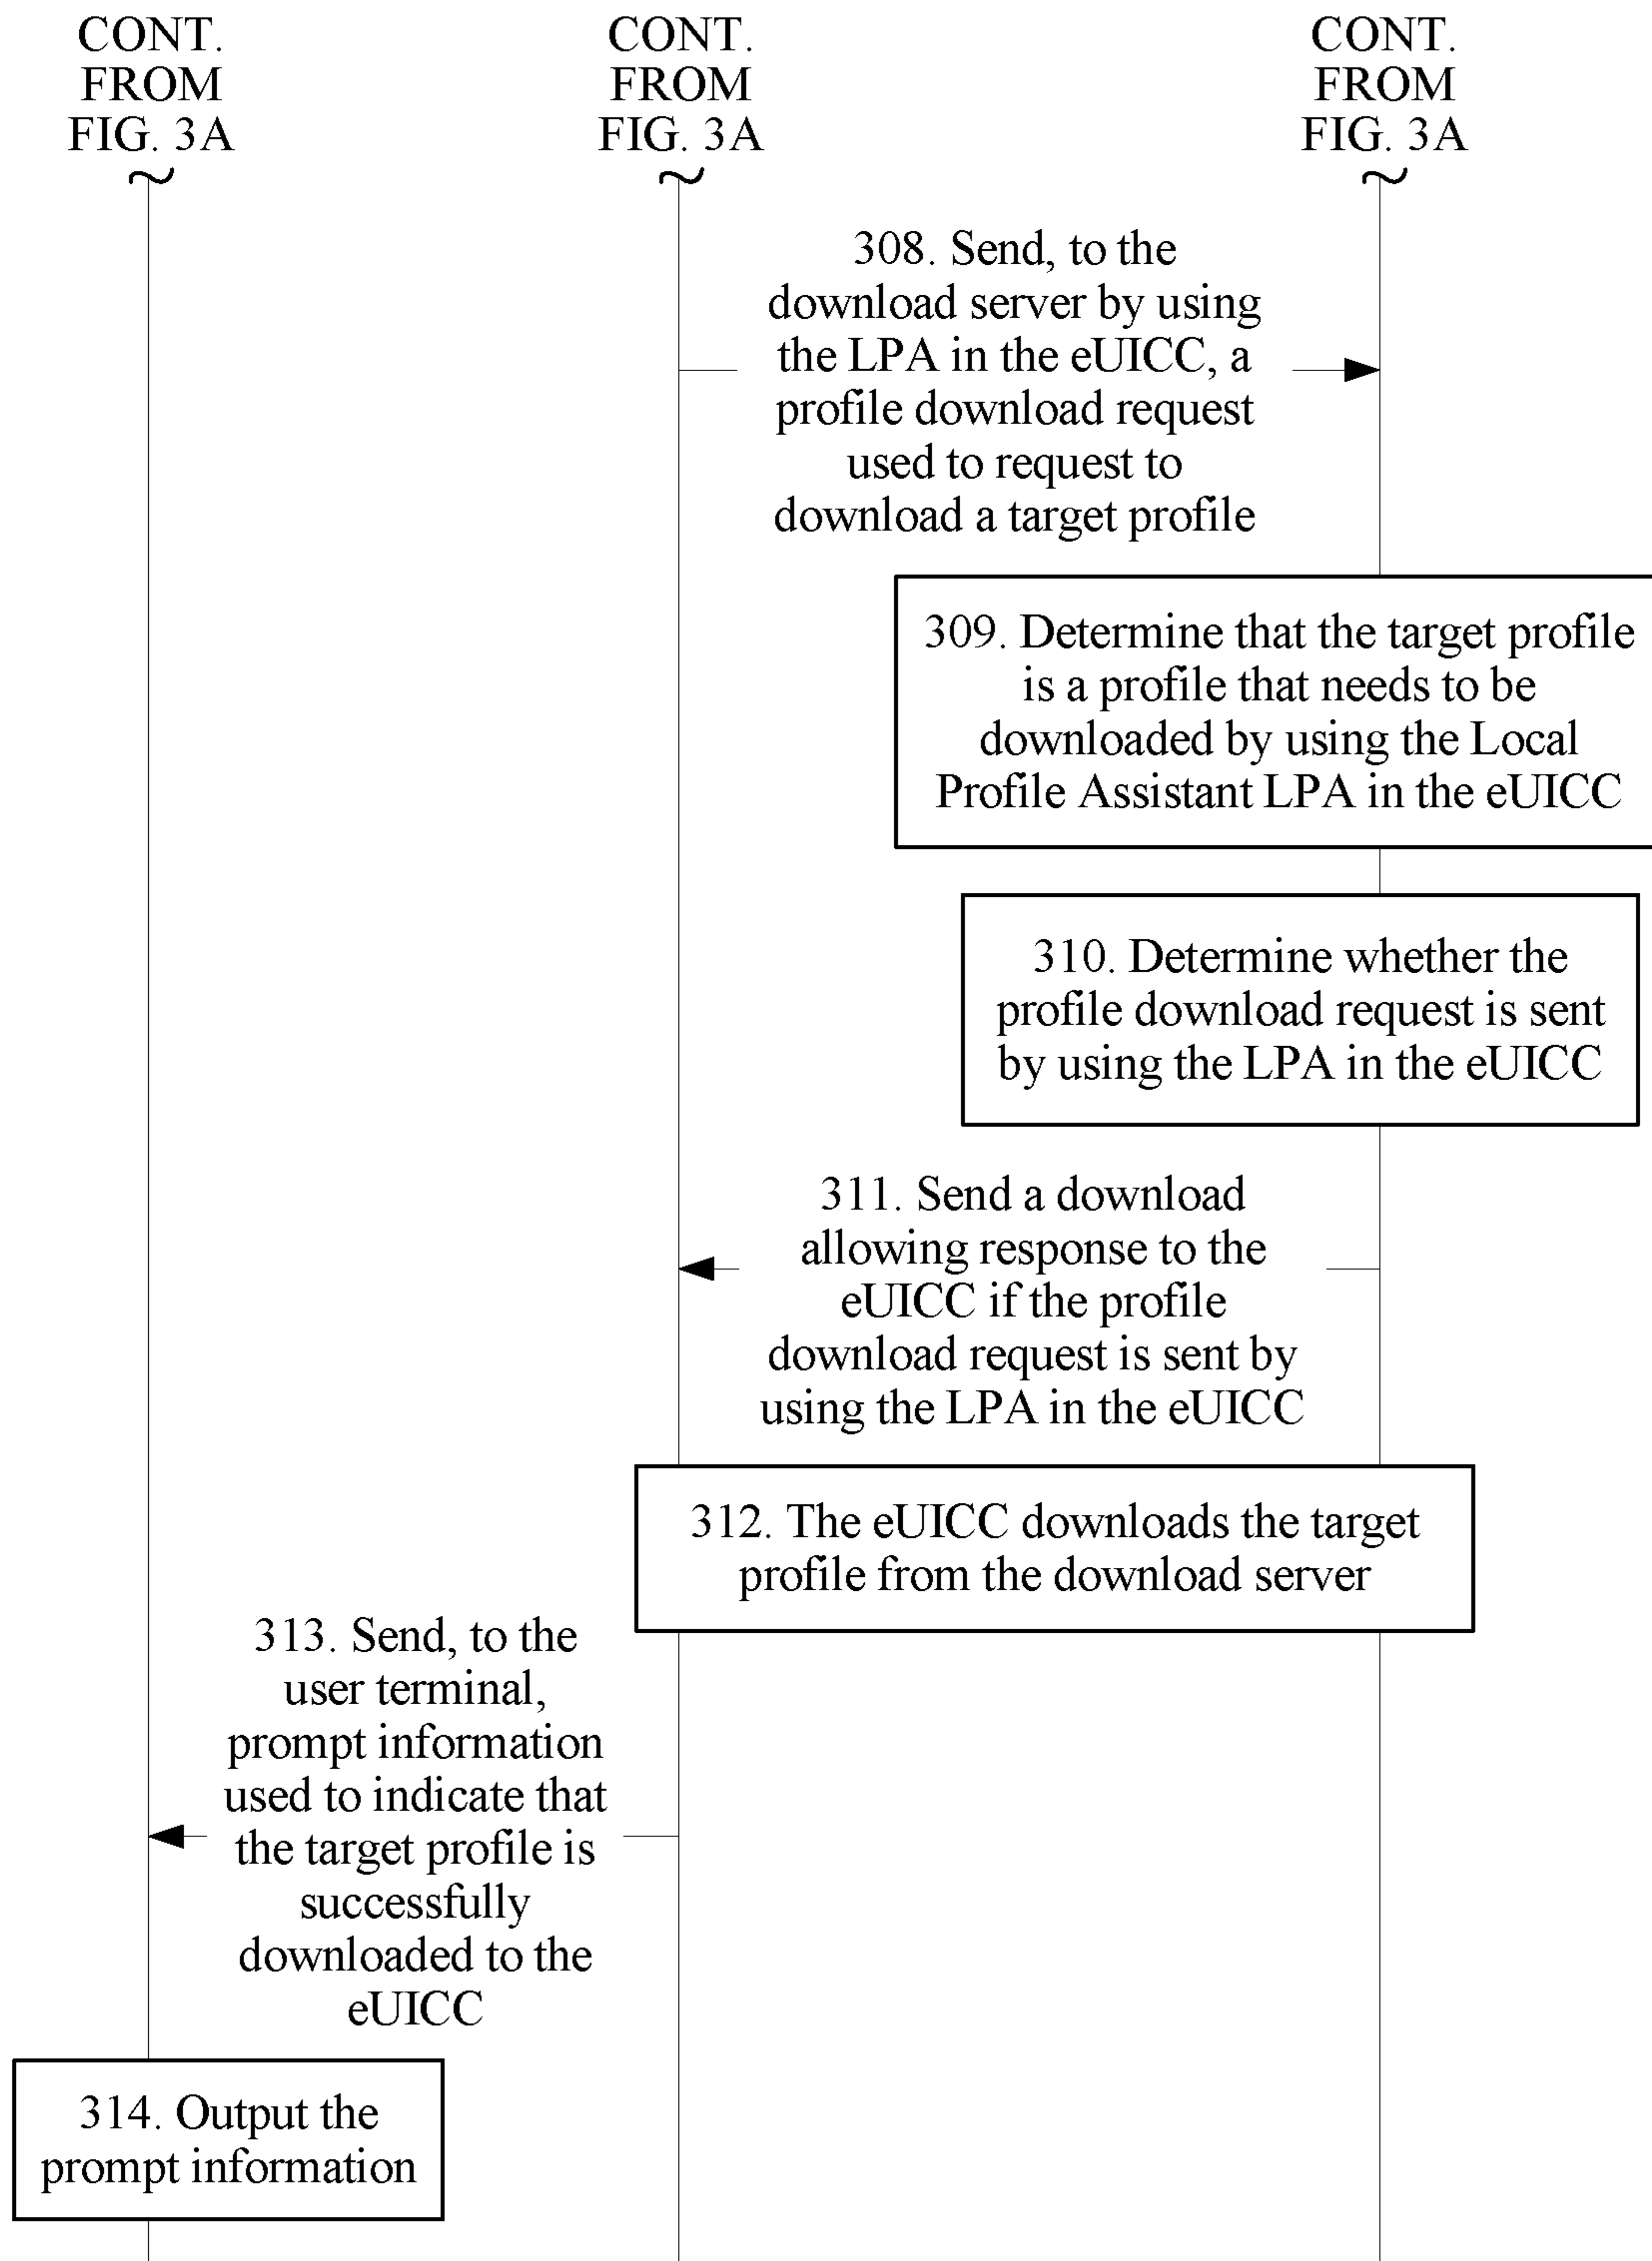 CONT.
FROM
FIG. 3A
CONT.
FROM
FIG. 3A
CONT.
FROM
FIG. 3A
308. Send, to the
download server by using
the LPA in the eUICC, a
profile download request
used to request to
download a target profile
309. Determine that the target profile
is a profile that needs to be
downloaded by using the Local
Profile Assistant LPA in the eUICC
310. Determine whether the
profile download request is sent
by using the LPA in the eUICC
311. Send a download
allowing response to the
eUICC if the profile
download request is sent by
using the LPA in the eUICC
312. The eUICC downloads the target
profile from the download server
313. Send, to the
user terminal,
prompt information
used to indicate that
the target profile is
successfully
downloaded to the
eUICC
314. Output the
prompt information